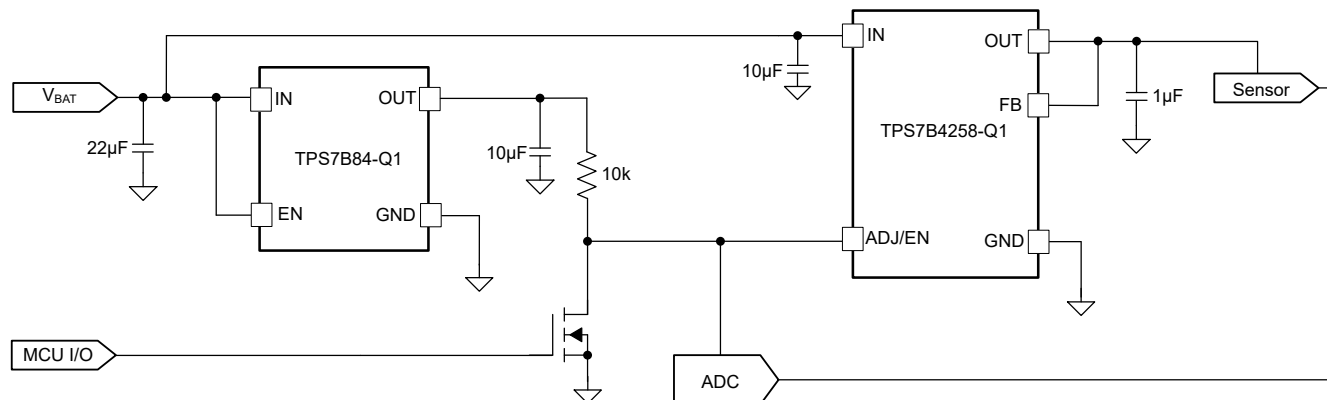 IN
OUT
10µF
FB
1µF
Sensor
TPS7B4258-Q1
ADJ/EN
GND
V_BAT
IN
OUT
22µF
TPS7B84-Q1
10µF
10k
EN
GND
MCU I/O
ADC